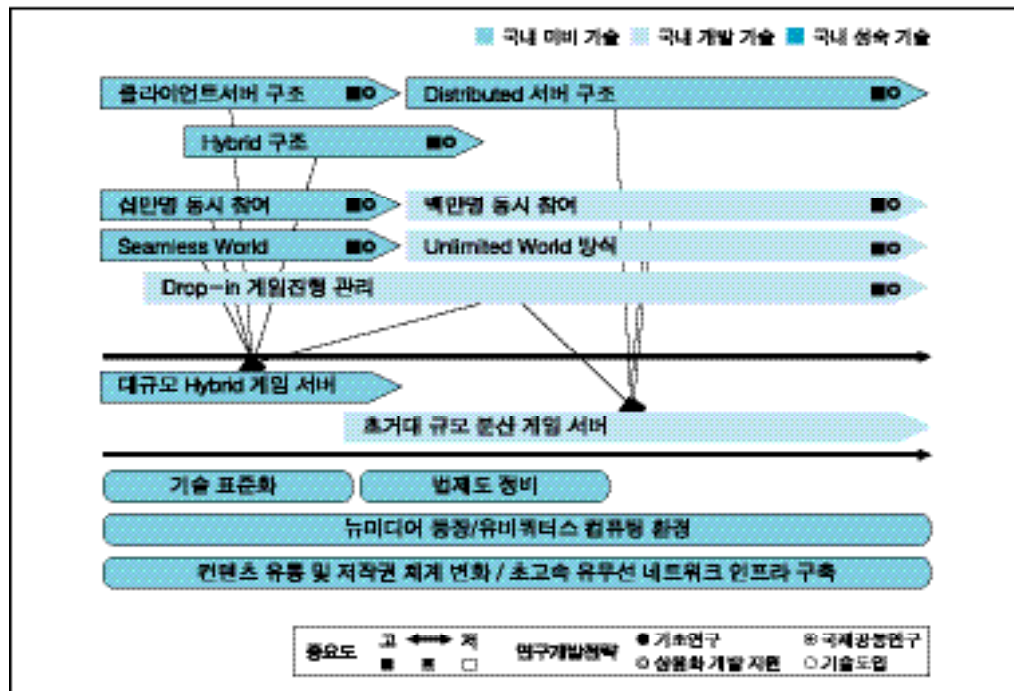 국내 미비 기술 국내 개발 기술 국내 성숙 기술
클라이언트서버 구조 Distributed 서버 구조
Hybrid 구조
십만명 동시 참여 백만명 동시 참여
Seamless World Unlimited World 방식
Drop-in 게임진행 관리
대규모 Hybrid 게임 서버
초거대 규모 분산 게임 서버
기술 표준화 법제도 정비
뉴미디어 등장/유비쿼터스 컴퓨팅 환경
컨텐츠 유통 및 저작권 체계 변화 / 초고속 유무선 네트워크 인프라 구축
중요도 고 저 연구개발전략 기초연구 국제공동연구
상용화 개발 지원 기술도입